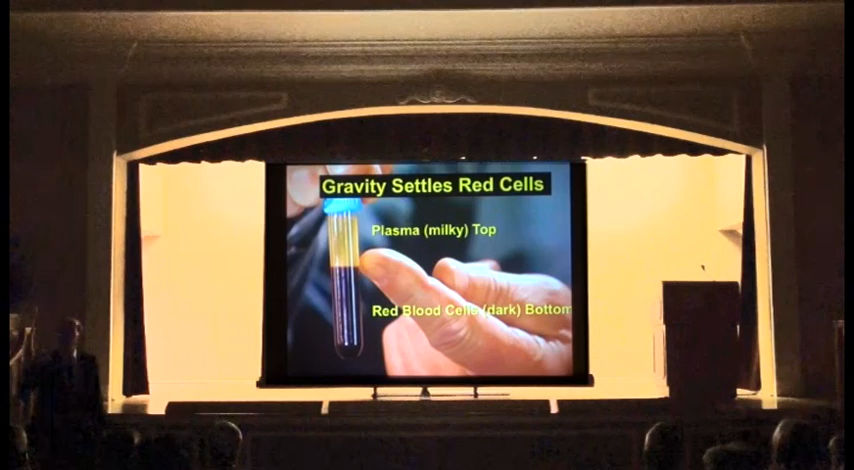 Gravity Settles Red Cells
Plasma (milky) Top
Red Blood Cells (dark) Bottom